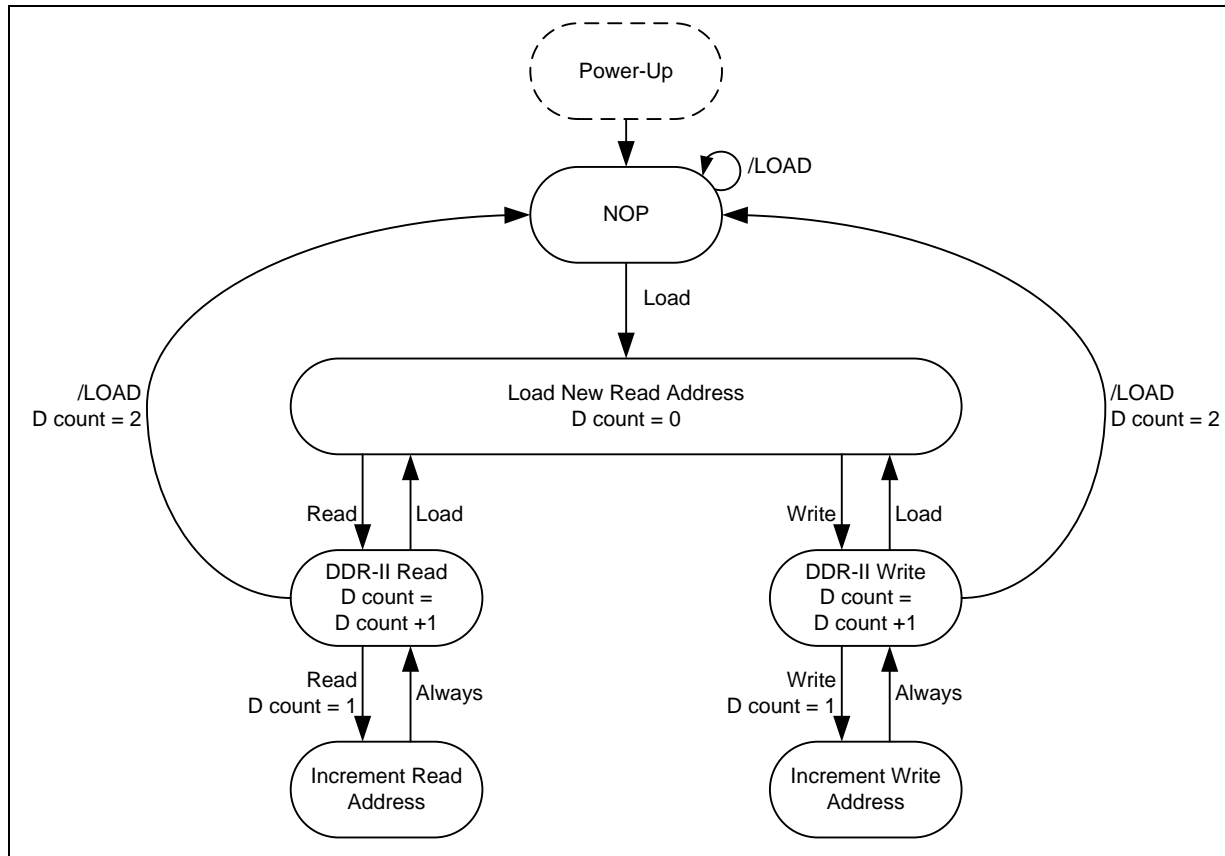 Power-Up
/LOAD
NOP
Load
/LOAD
D count = 2
Load New Read Address
D count = 0
/LOAD
D count = 2
Read
Load
Write
Load
DDR-II Read
D count =
D count +1
DDR-II Write
D count =
D count +1
Read
D count = 1
Always
Write
D count = 1
Always
Increment Read
Address
Increment Write
Address